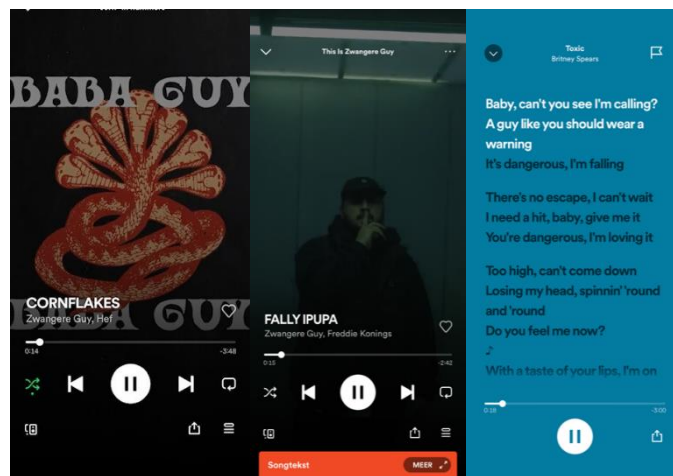 BABA GUY
CORNFLAKES
Zwangere Guy, Hef
BABA GUY
0:14
-3:48
This Is Zwangere Guy
FALLY IPUPA
Zwangere Guy, Freddie Konings
0:15
-2:42
Songtekst
MEER
Toxic
Britney Spears
Baby, can't you see I'm calling?
A guy like you should wear a
warning
It's dangerous, I'm falling
There's no escape, I can't wait
I need a hit, baby, give me it
You're dangerous, I'm loving it
Too high, can't come down
Losing my head, spinnin' 'round
and 'round
Do you feel me now?
♪
With a taste of your lips, I'm on
0:16
-3:00